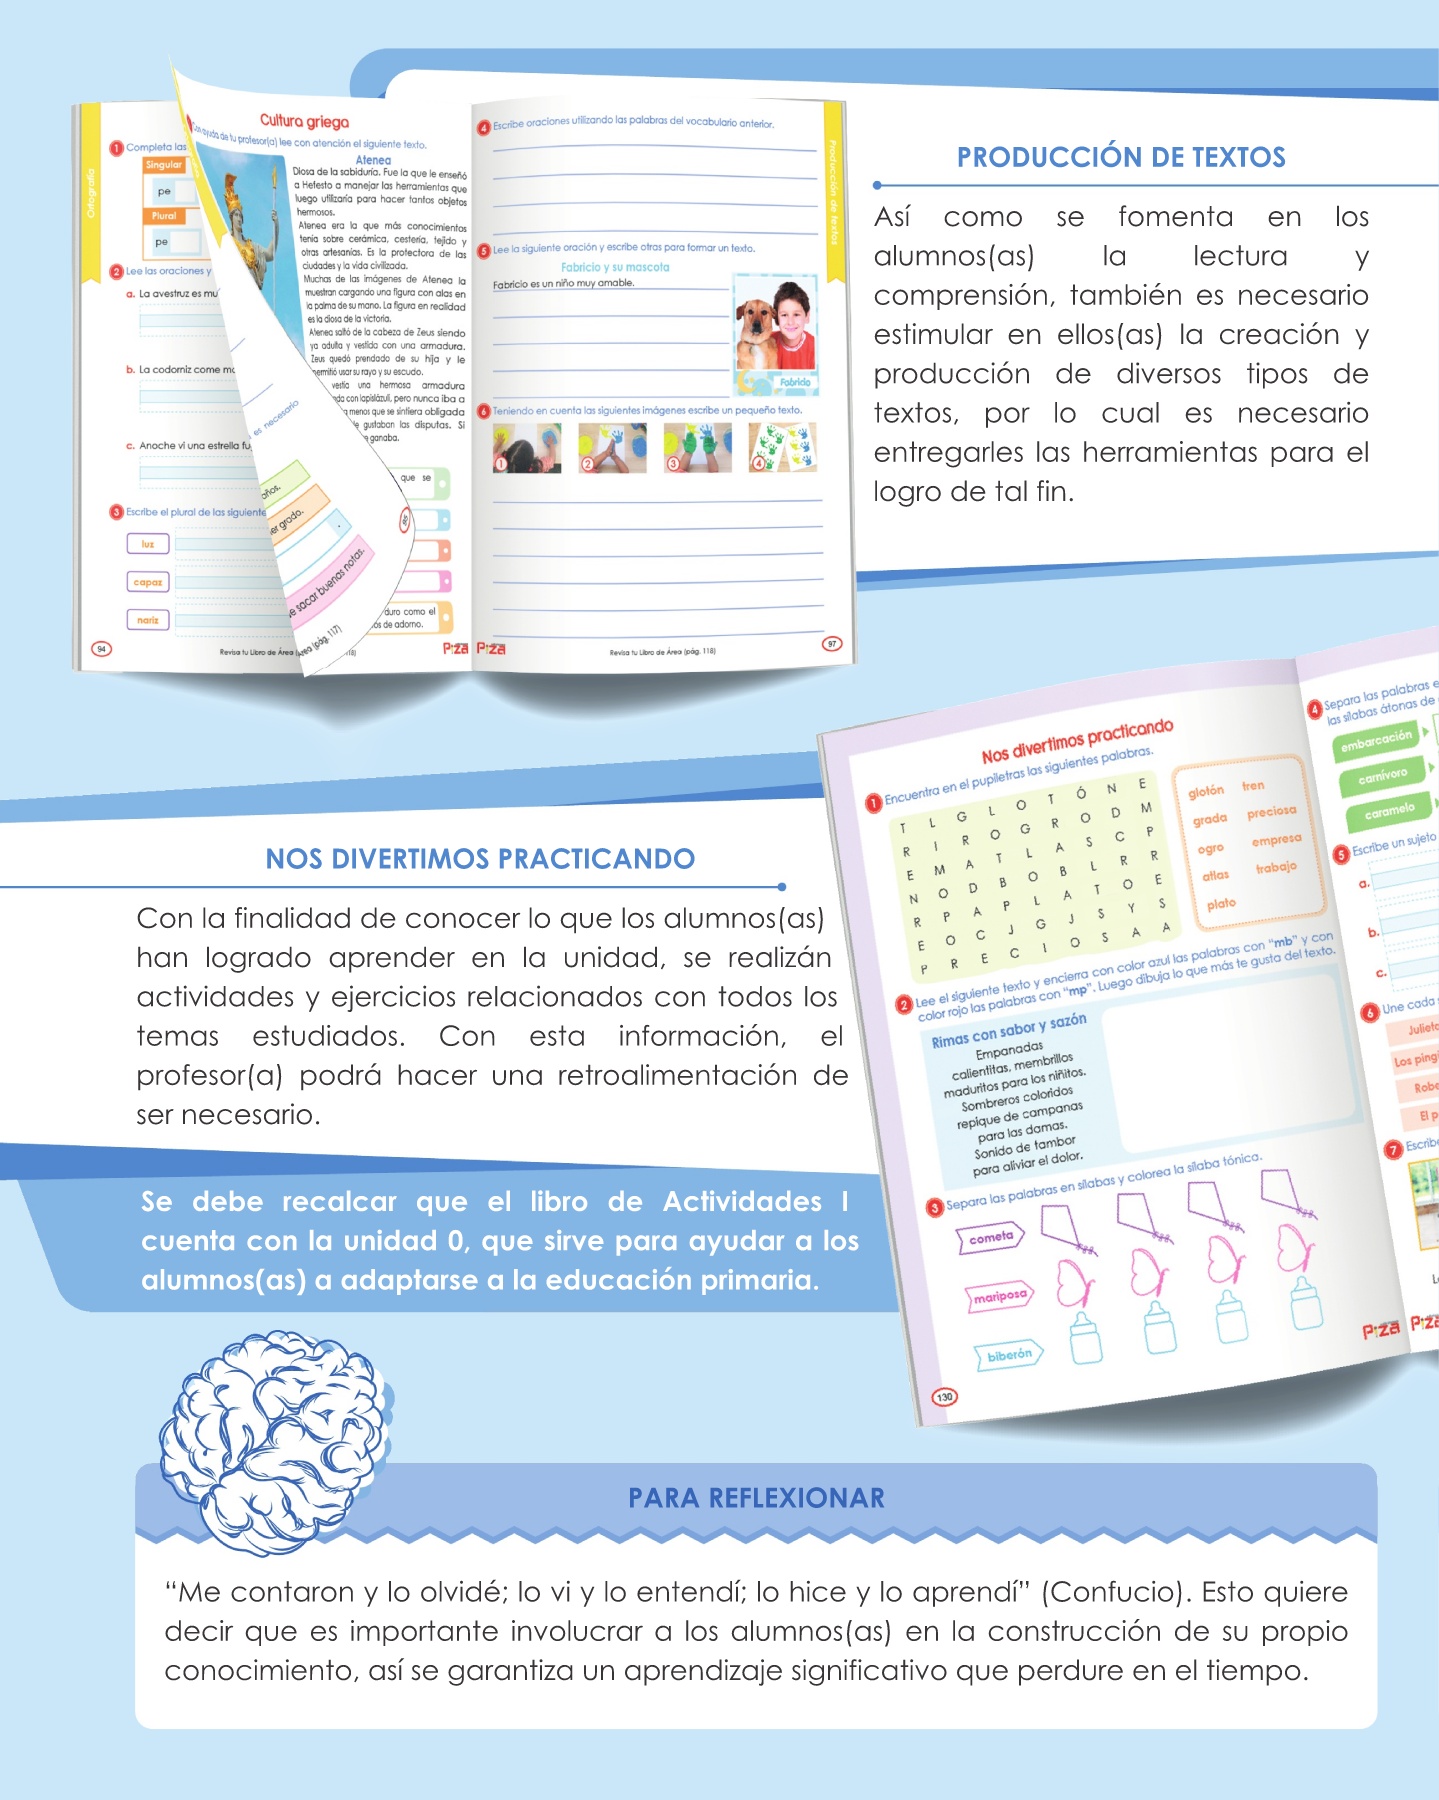 Ortografía
1 Completa las
Singular
pe
Plural
pe
2 Lee las oraciones y
a. La avestruz es mu
b. La codorniz come m
c. Anoche vi una estrella fu
3 Escribe el plural de las siguiente
luz
capaz
nariz
94
Revisa tu Libro de Área
Cultura griega
ayuda de tu profesor(a) lee con atención el siguiente texto.
Atenea
Diosa de la sabiduría. Fue la que le enseñó
a Hefesto a manejar las herramientas que
luego utilizaría para hacer tantos objetos
hermosos.
Atenea era la que más conocimientos
tenía sobre cerámica, cestería, tejido y
otras artesanías. Es la protectora de las
ciudades y la vida civilizada.
Muchas de las imágenes de Atenea la
muestran cargando una figura con alas en
la palma de su mano. La figura en realidad
es la diosa de la victoria.
Atenea saltó de la cabeza de Zeus siendo
ya adulta y vestida con una armadura.
Zeus quedó prendado de su hija y le
permitió usar su rayo y su escudo.
vestía una hermosa armadura
con lapislázuli, pero nunca iba a
menos que se sintiera obligada
gustaban las disputas. Si
ganaba.
es necesario
años.
er grado.
e sacar buenas notas.
(pág. 117)
que se
duro como el
os de adorno.
Piza
4 Escribe oraciones utilizando las palabras del vocabulario anterior.
5 Lee la siguiente oración y escribe otras para formar un texto.
Fabricio y su mascota
Fabricio es un niño muy amable.
Fabricio
6 Teniendo en cuenta las siguientes imágenes escribe un pequeño texto.
1
2
3
4
Producción de textos
Piza
Revisa tu Libro de Área (pág. 118)
97
PRODUCCIÓN DE TEXTOS
Así como se fomenta en los
alumnos(as) la lectura y
comprensión, también es necesario
estimular en ellos(as) la creación y
producción de diversos tipos de
textos, por lo cual es necesario
entregarles las herramientas para el
logro de tal fin.
NOS DIVERTIMOS PRACTICANDO
Con la finalidad de conocer lo que los alumnos(as)
han logrado aprender en la unidad, se realizán
actividades y ejercicios relacionados con todos los
temas estudiados. Con esta información, el
profesor(a) podrá hacer una retroalimentación de
ser necesario.
Se debe recalcar que el libro de Actividades I
cuenta con la unidad 0, que sirve para ayudar a los
alumnos(as) a adaptarse a la educación primaria.
Nos divertimos practicando
1 Encuentra en el pupiletras las siguientes palabras.
T L G L O T Ó N E
R I R O G R O D M
E M A T L A S C P
N O D B O B L R R
R P A P L A T O E
E O C J G J S Y S
P R E C I O S A A
glotón tren
grada preciosa
ogro empresa
atlas trabajo
plato
2 Lee el siguiente texto y encierra con color azul las palabras con "mb" y con
color rojo las palabras con "mp". Luego dibuja lo que más te gusta del texto.
Rimas con sabor y sazón
Empanadas
calientitas, membrillos
maduritos para los niñitos.
Sombreros coloridos
repique de campanas
para las damas.
Sonido de tambor
para aliviar el dolor.
3 Separa las palabras en sílabas y colorea la sílaba tónica.
cometa
mariposa
biberón
130
Piza
4 Separa las palabras e
las sílabas átonas de
embarcación
carnívoro
caramelo
5 Escribe un sujeto
a.
b.
c.
6 Une cada
Julieta
Los pingü
Robe
El p
7 Escribe
Piza
PARA REFLEXIONAR
“Me contaron y lo olvidé; lo vi y lo entendí; lo hice y lo aprendí” (Confucio). Esto quiere
decir que es importante involucrar a los alumnos(as) en la construcción de su propio
conocimiento, así se garantiza un aprendizaje significativo que perdure en el tiempo.